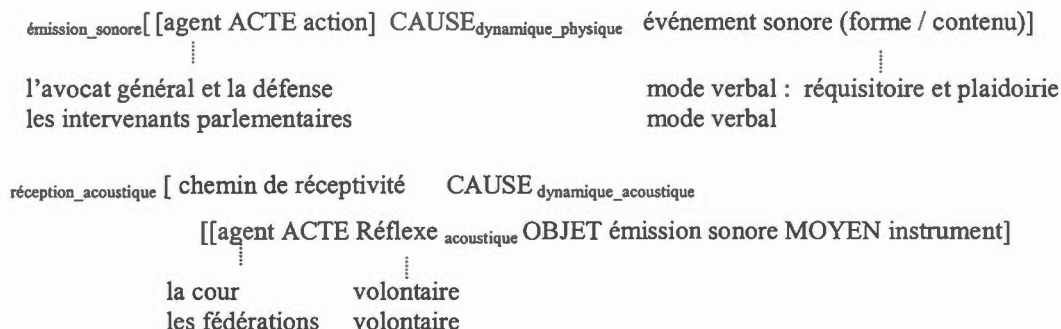 émission_sonore[ [agent ACTE action] CAUSE dynamique_physique événement sonore (forme / contenu)]
l'avocat général et la défense mode verbal : réquisitoire et plaidoirie
les intervenants parlementaires mode verbal
réception_acoustique [ chemin de réceptivité CAUSE dynamique_acoustique
[[agent ACTE Réflexe acoustique OBJET émission sonore MOYEN instrument]
la cour volontaire
les fédérations volontaire